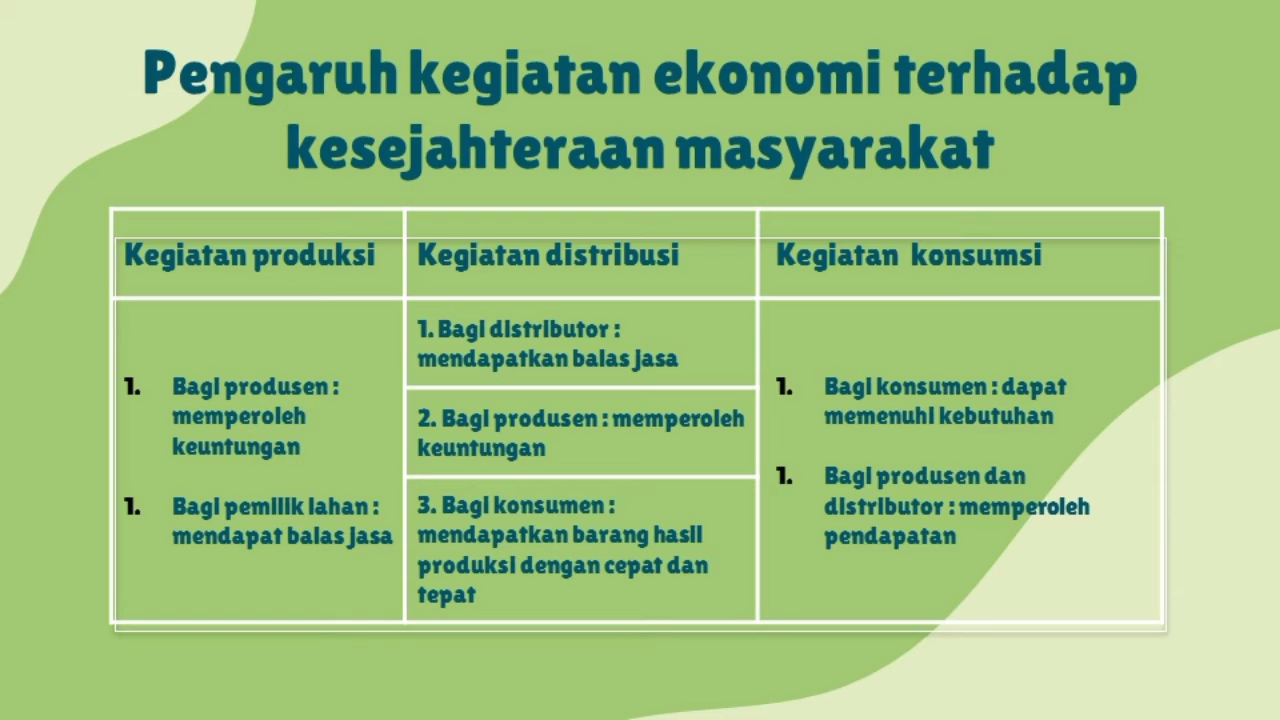 Pengaruh kegiatan ekonomi terhadap
kesejahteraan masyarakat
Kegiatan produksi
Kegiatan distribusi
Kegiatan konsumsi
1. Bagi produsen :
memperoleh
keuntungan
1. Bagi pemilik lahan :
mendapat balas jasa
1. Bagi distributor :
mendapatkan balas jasa
2. Bagi produsen : memperoleh
keuntungan
3. Bagi konsumen :
mendapatkan barang hasil
produksi dengan cepat dan
tepat
1. Bagi konsumen : dapat
memenuhi kebutuhan
1. Bagi produsen dan
distributor : memperoleh
pendapatan